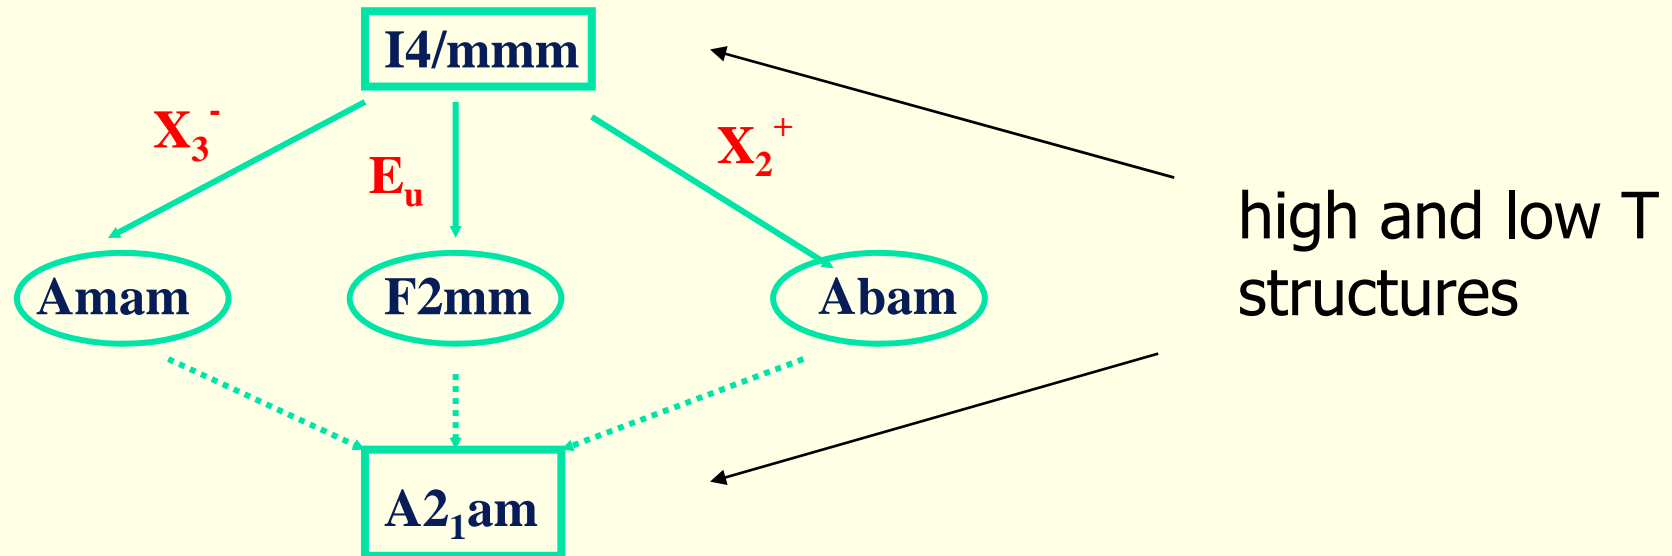 I4/mmm
X₃⁻
Eᵤ
X₂⁺
high and low T
structures
Amam
F2mm
Abam
A2₁am